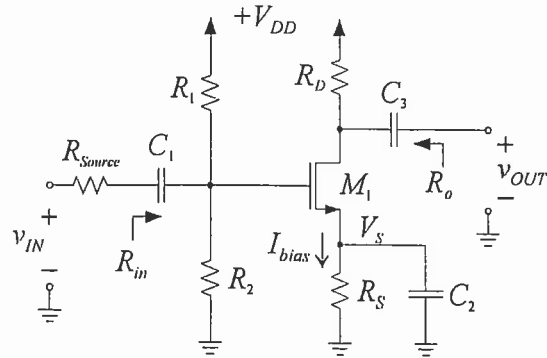 +V_DD
R_1
R_D
C_3
R_Source
C_1
+
v_OUT
−
M_1
R_o
+
v_IN
−
R_in
V_s
I_bias
R_2
R_S
C_2